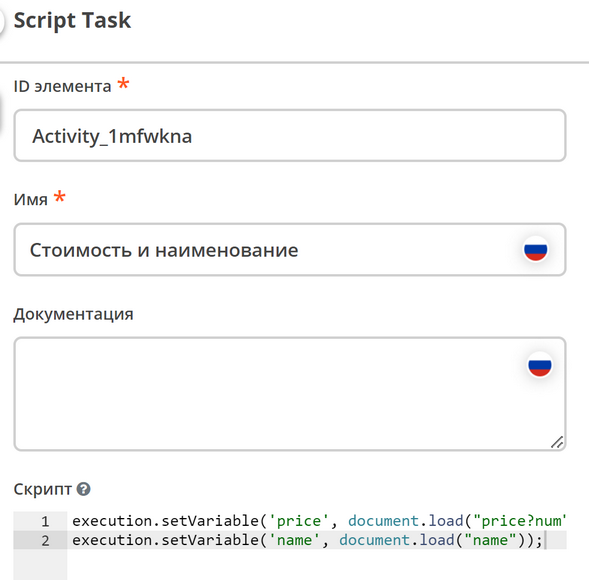 Script Task
ID элемента *
Activity_1mfwkna
Имя *
Стоимость и наименование
Документация
Скрипт ?
1 execution.setVariable('price', document.load("price?num"
2 execution.setVariable('name', document.load("name"));